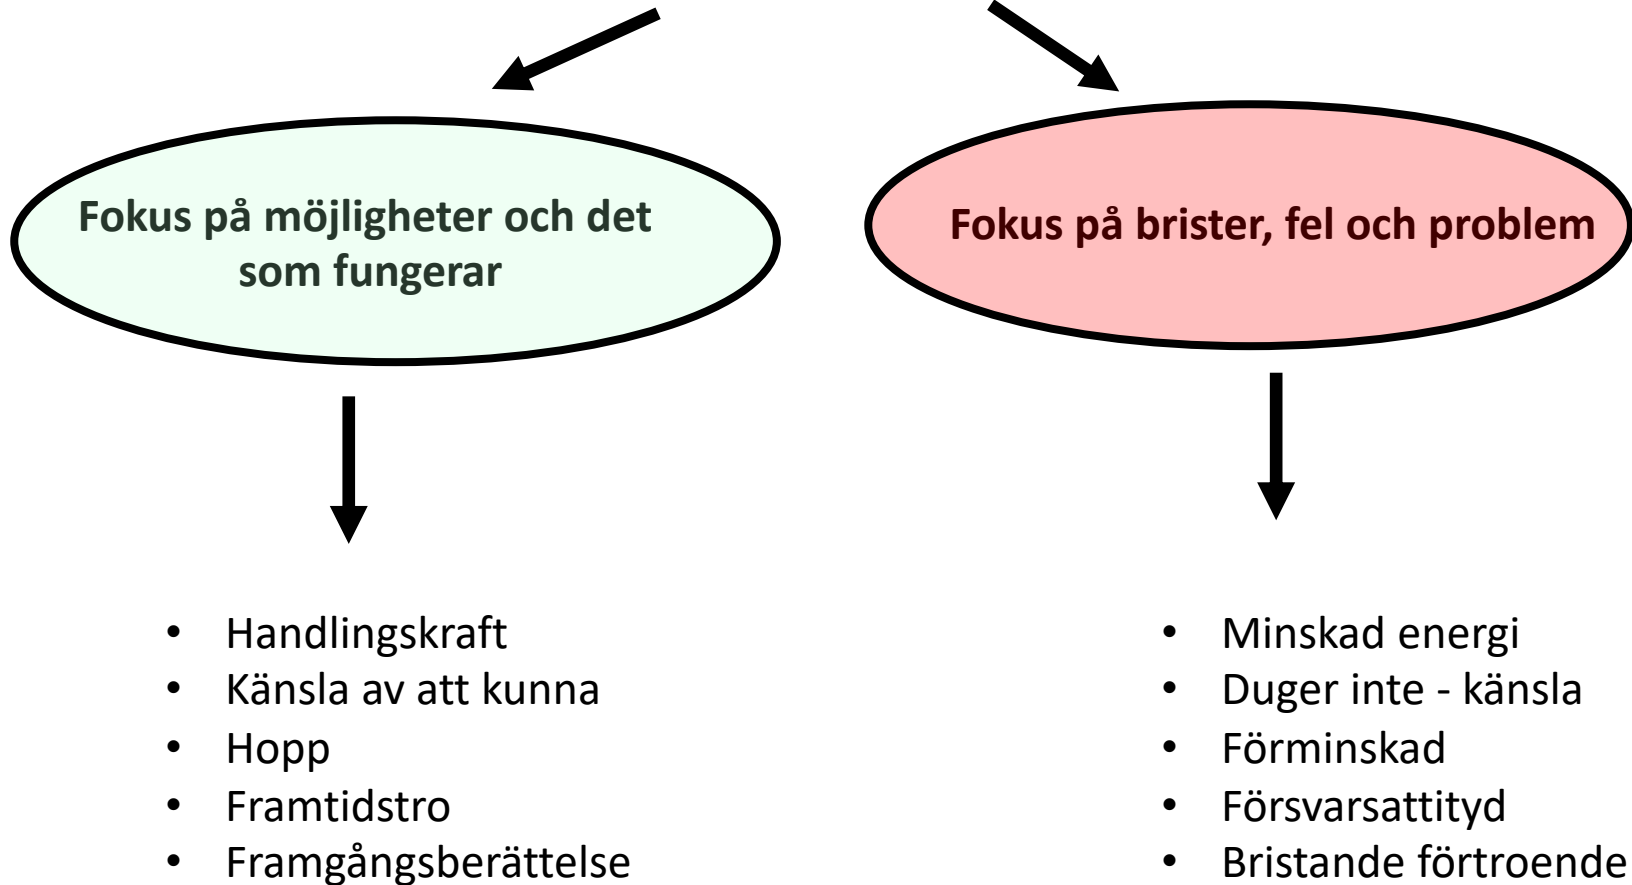 Fokus på möjligheter och det
som fungerar
Fokus på brister, fel och problem
• Handlingskraft
• Känsla av att kunna
• Hopp
• Framtidstro
• Framgångsberättelse
• Minskad energi
• Duger inte - känsla
• Förminskad
• Försvarsattityd
• Bristande förtroende